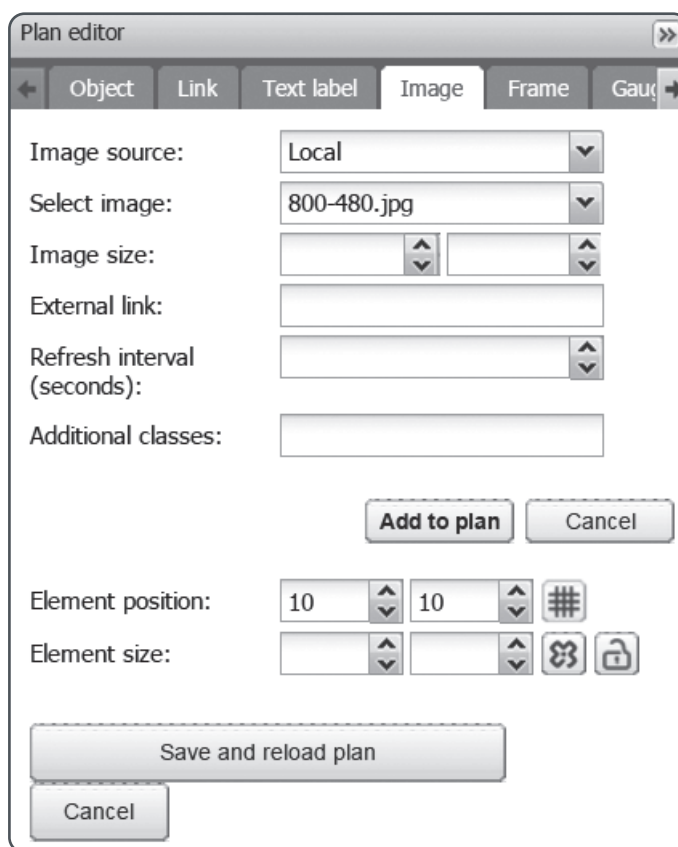 Plan editor
Object Link Text label Image Frame Gaug
Image source: Local
Select image: 800-480.jpg
Image size:
External link:
Refresh interval
(seconds):
Additional classes:
Add to plan Cancel
Element position: 10 10
Element size:
Save and reload plan
Cancel